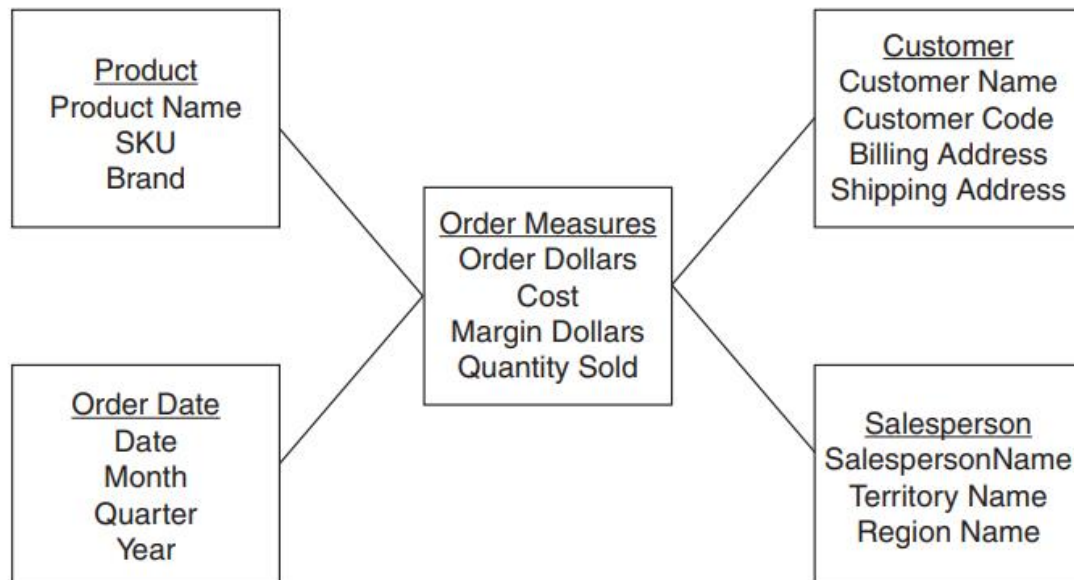 Product
Product Name
SKU
Brand
Customer
Customer Name
Customer Code
Billing Address
Shipping Address
Order Measures
Order Dollars
Cost
Margin Dollars
Quantity Sold
Order Date
Date
Month
Quarter
Year
Salesperson
SalespersonName
Territory Name
Region Name